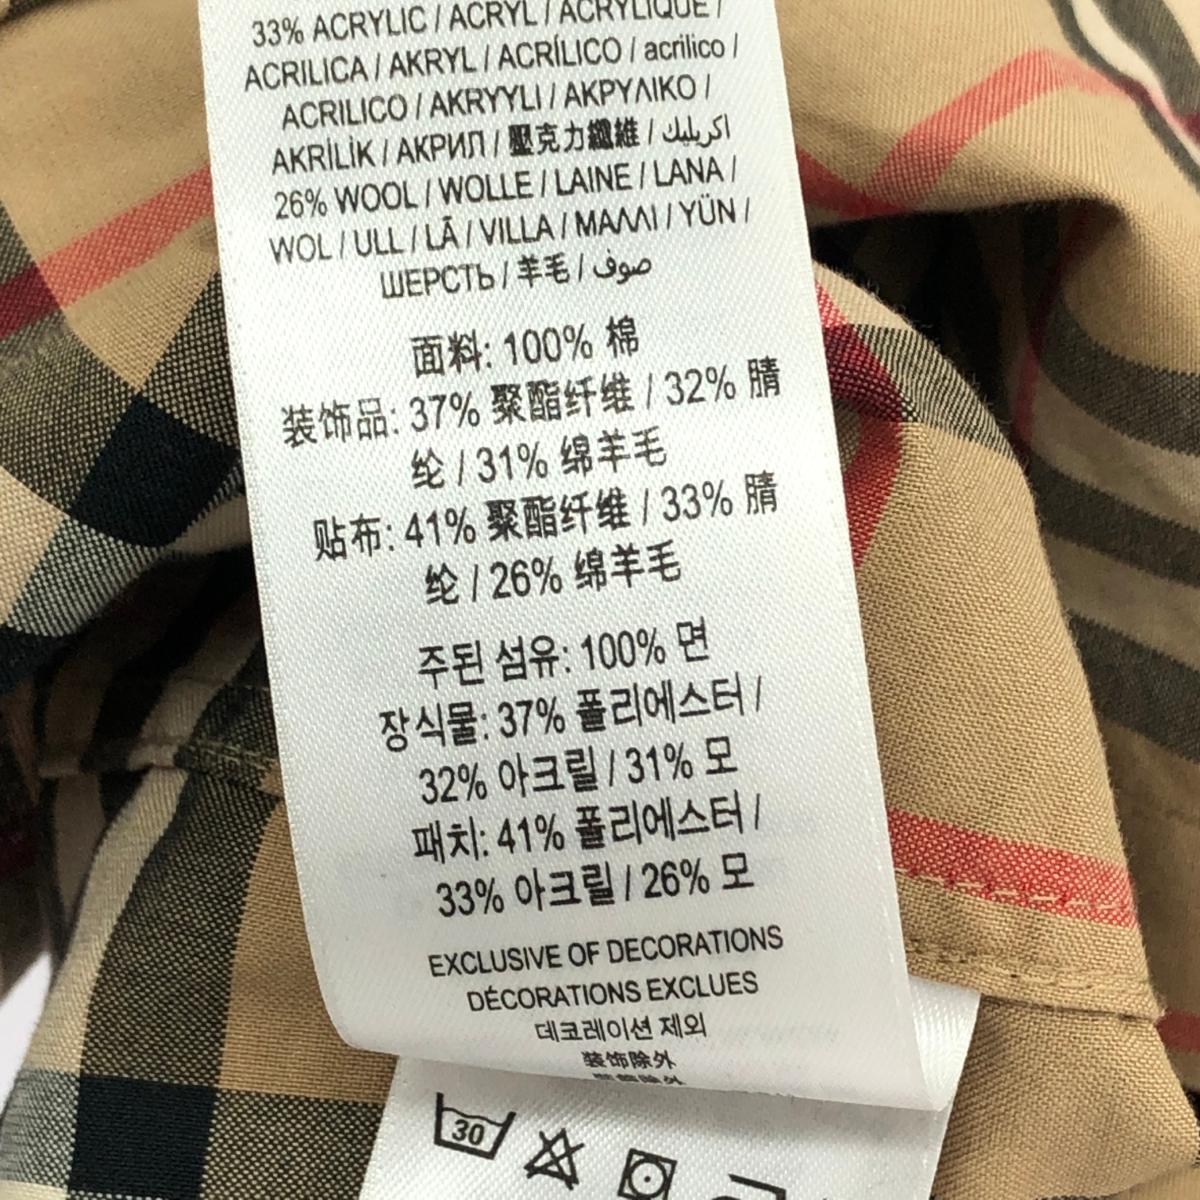 33% ACRYLIC / ACRYL / ACRYLIQUE /
ACRILICA / AKRYL / ACRÍLICO / acrilico /
ACRILICO / AKRYYLI / ΑΚΡΥΛΙΚΟ /
AKRİLİK / АКРИЛ / 壓克力纖維 / اكريليك
26% WOOL / WOLLE / LAINE / LANA /
WOL / ULL / LÃ / VILLA / ΜΑΛΛΙ / YÜN /
ШЕРСТЬ / 羊毛 / صوف
面料: 100% 棉
装饰品: 37% 聚酯纤维 / 32% 腈
纶 / 31% 绵羊毛
贴布: 41% 聚酯纤维 / 33% 腈
纶 / 26% 绵羊毛
주된 섬유: 100% 면
장식물: 37% 폴리에스터 /
32% 아크릴 / 31% 모
패치: 41% 폴리에스터 /
33% 아크릴 / 26% 모
EXCLUSIVE OF DECORATIONS
DÉCORATIONS EXCLUES
데코레이션 제외
装饰除外
30